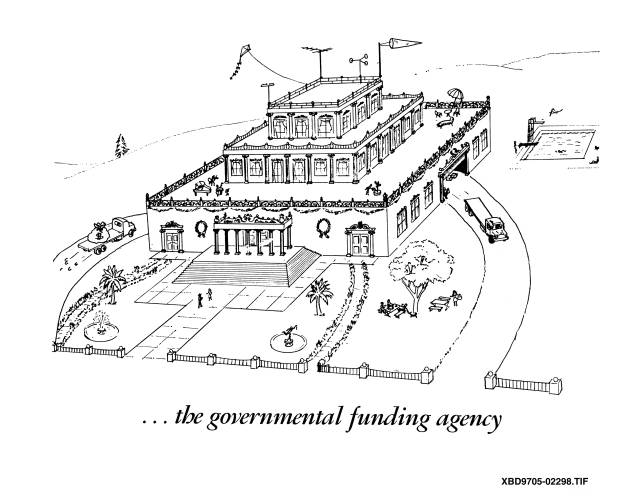 ... the governmental funding agency
XBD9705-02298.TIF